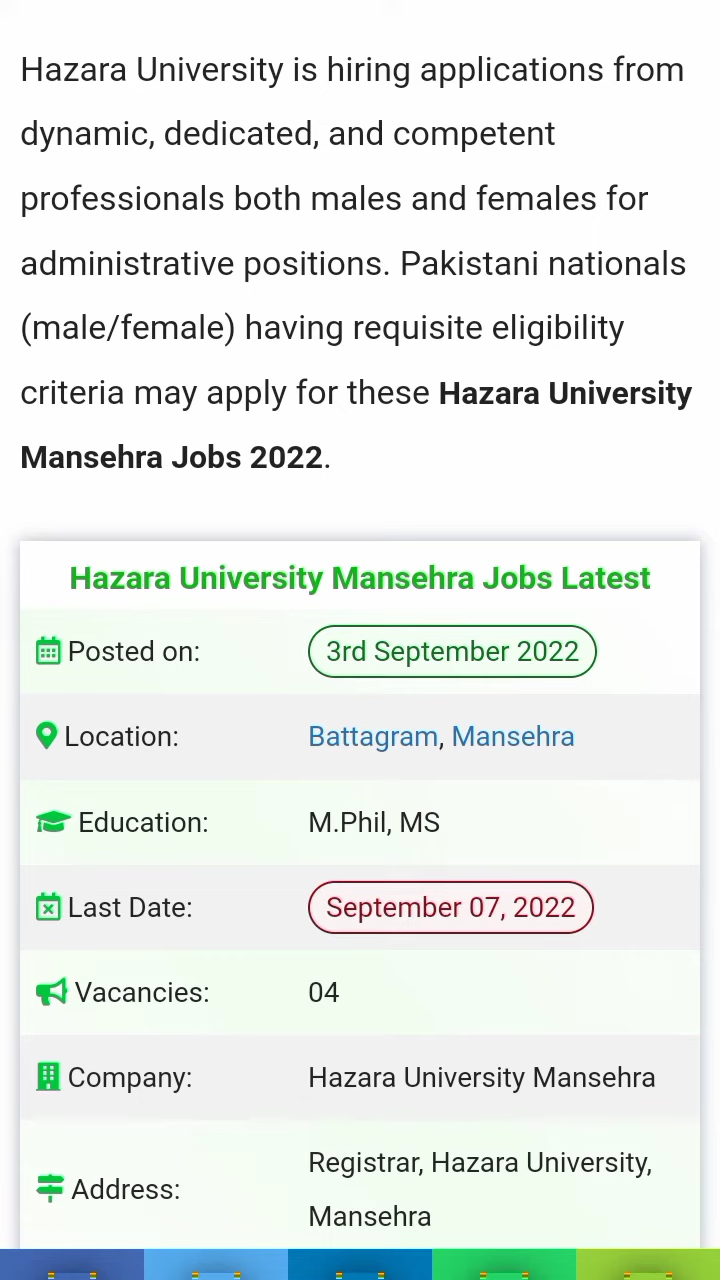 Hazara University is hiring applications from
dynamic, dedicated, and competent
professionals both males and females for
administrative positions. Pakistani nationals
(male/female) having requisite eligibility
criteria may apply for these Hazara University
Mansehra Jobs 2022.
Hazara University Mansehra Jobs Latest
Posted on: 3rd September 2022
Location: Battagram, Mansehra
Education: M.Phil, MS
Last Date: September 07, 2022
Vacancies: 04
Company: Hazara University Mansehra
Address: Registrar, Hazara University,
Mansehra